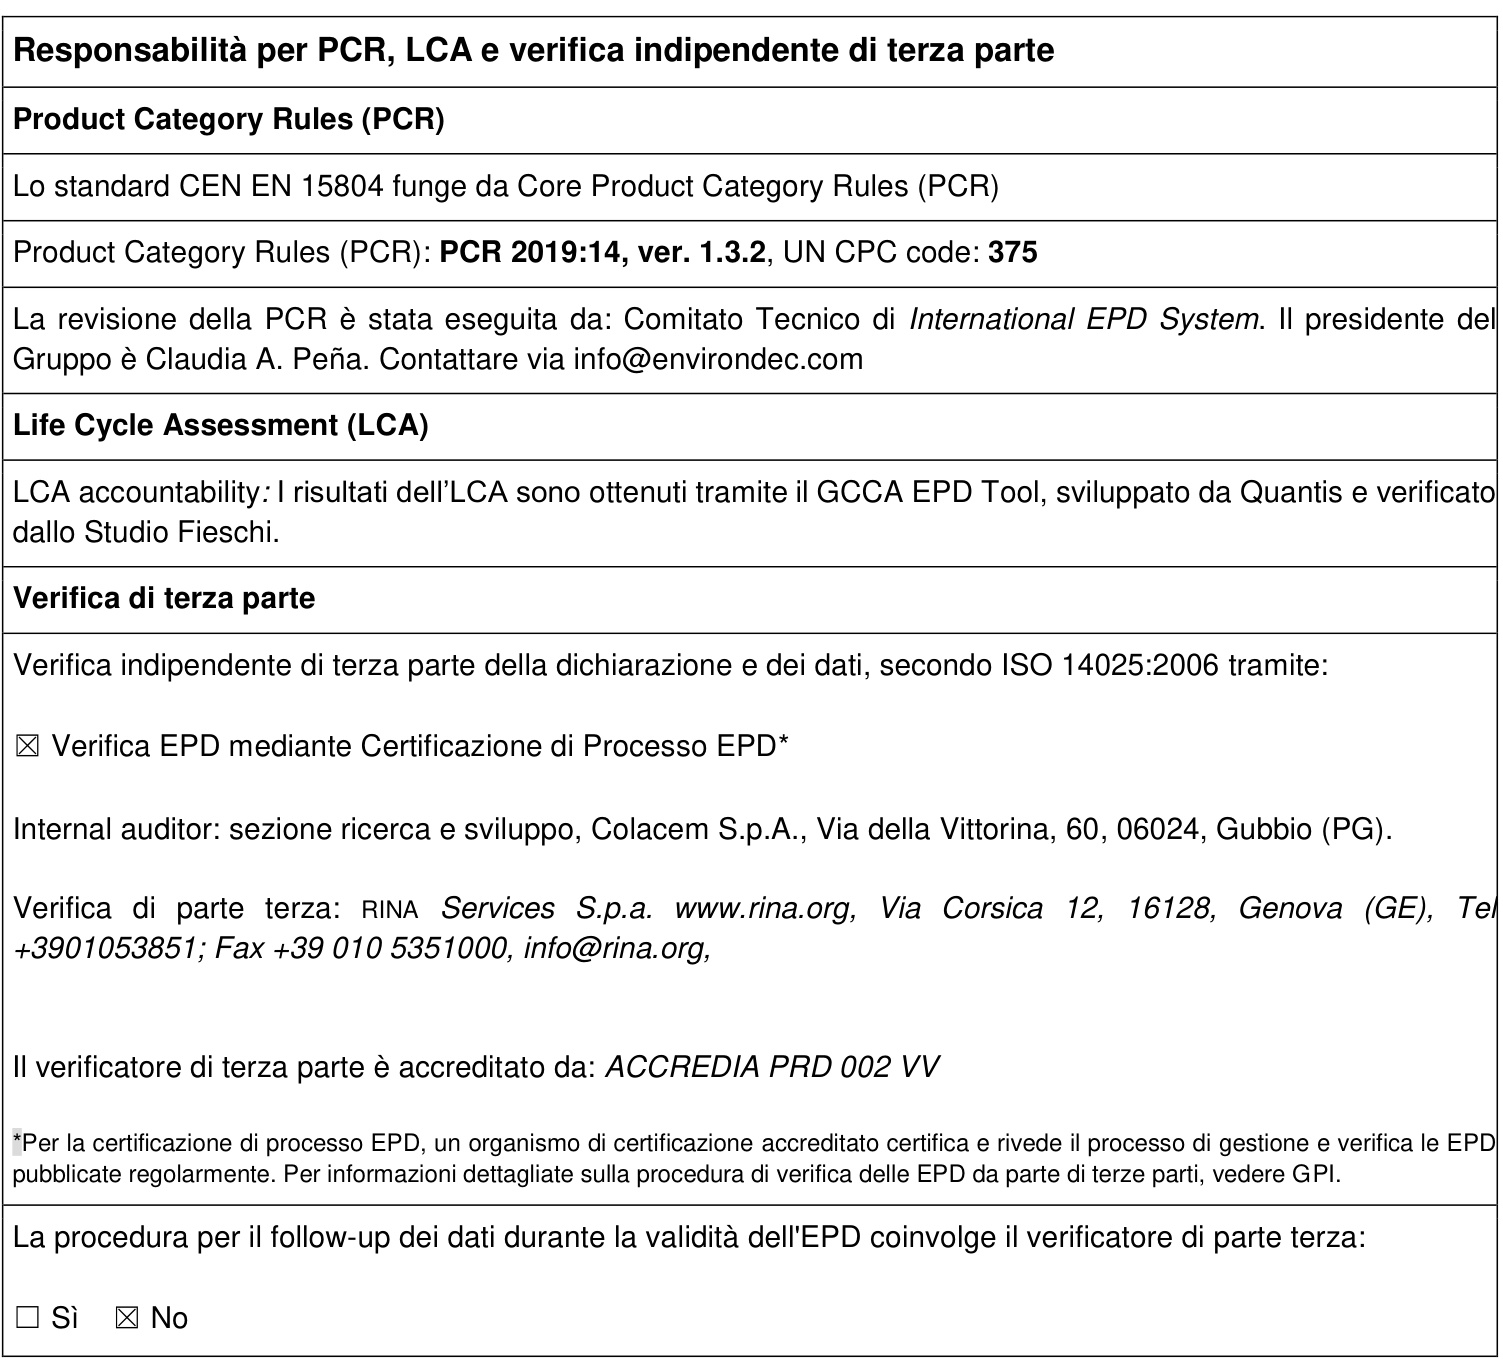 Responsabilità per PCR, LCA e verifica indipendente di terza parte
Product Category Rules (PCR)
Lo standard CEN EN 15804 funge da Core Product Category Rules (PCR)
Product Category Rules (PCR): PCR 2019:14, ver. 1.3.2, UN CPC code: 375
La revisione della PCR è stata eseguita da: Comitato Tecnico di International EPD System. Il presidente del
Gruppo è Claudia A. Peña. Contattare via info@environdec.com
Life Cycle Assessment (LCA)
LCA accountability: I risultati dell’LCA sono ottenuti tramite il GCCA EPD Tool, sviluppato da Quantis e verificato
dallo Studio Fieschi.
Verifica di terza parte
Verifica indipendente di terza parte della dichiarazione e dei dati, secondo ISO 14025:2006 tramite:
☒ Verifica EPD mediante Certificazione di Processo EPD*
Internal auditor: sezione ricerca e sviluppo, Colacem S.p.A., Via della Vittorina, 60, 06024, Gubbio (PG).
Verifica di parte terza: RINA Services S.p.a. www.rina.org, Via Corsica 12, 16128, Genova (GE), Tel
+3901053851; Fax +39 010 5351000, info@rina.org,
Il verificatore di terza parte è accreditato da: ACCREDIA PRD 002 VV
*Per la certificazione di processo EPD, un organismo di certificazione accreditato certifica e rivede il processo di gestione e verifica le EPD
pubblicate regolarmente. Per informazioni dettagliate sulla procedura di verifica delle EPD da parte di terze parti, vedere GPI.
La procedura per il follow-up dei dati durante la validità dell'EPD coinvolge il verificatore di parte terza:
☐ Sì ☒ No